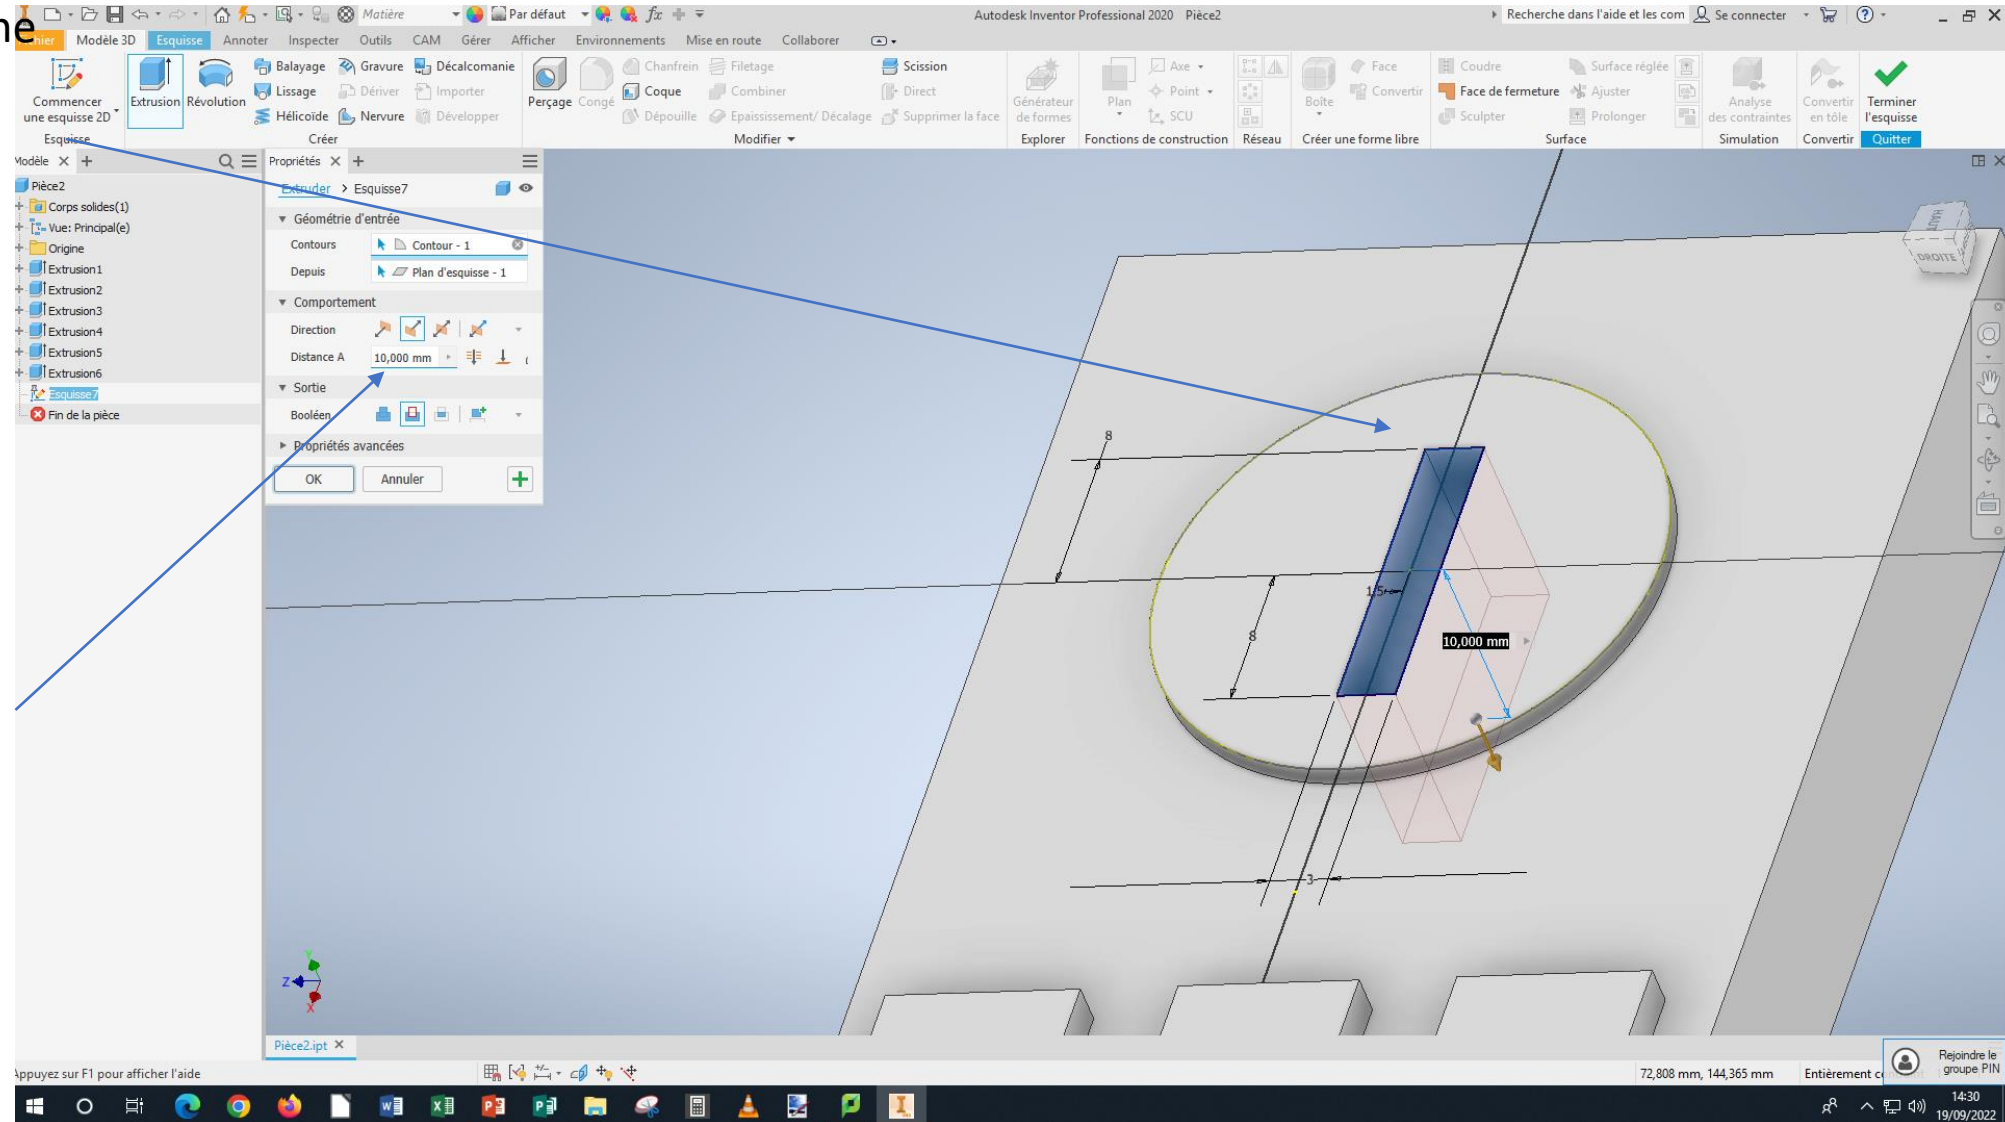 ne
Matière
Par défaut
Autodesk Inventor Professional 2020 Pièce2
Recherche dans l'aide et les com
Se connecter
Modèle 3D Esquisse Annoter Inspecter Outils CAM Gérer Afficher Environnements Mise en route Collaborer
Commencer une esquisse 2D
Extrusion
Révolution
Balayage Gravure Décalcomanie
Lissage Dériver Importer
Hélicoïde Nervure Développer
Perçage
Congé
Chanfrein Filetage Scission
Coque Combiner Direct
Dépouille Epaississement/ Décalage Supprimer la face
Générateur de formes
Plan
Axe
Point
SCU
Boîte
Face
Convertir
Coudre Surface réglée
Face de fermeture Ajuster
Sculpter Prolonger
Analyse des contraintes
Convertir en tôle
Terminer l'esquisse
Esquisse Créer Modifier Explorer Fonctions de construction Réseau Créer une forme libre Surface Simulation Convertir Quitter
Modèle
Pièce2
Corps solides(1)
Vue: Principal(e)
Origine
Extrusion1
Extrusion2
Extrusion3
Extrusion4
Extrusion5
Extrusion6
Esquisse7
Fin de la pièce
Propriétés
Extruder > Esquisse7
Géométrie d'entrée
Contours Contour - 1
Depuis Plan d'esquisse - 1
Comportement
Direction
Distance A 10,000 mm
Sortie
Booléen
Propriétés avancées
OK Annuler
HAUT
DROITE
8
1,5
8
10,000 mm
3
Y
Z
X
Pièce2.ipt
Appuyez sur F1 pour afficher l'aide
72,808 mm, 144,365 mm
Entièrement
Rejoindre le
groupe PIN
14:30
19/09/2022